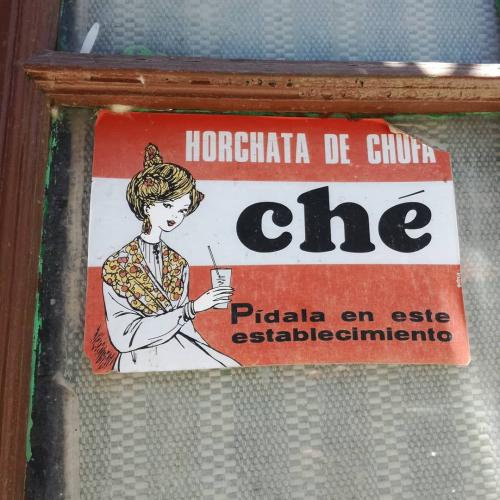 HORCHATA DE CHUFA
ché
Pídala en este
establecimiento